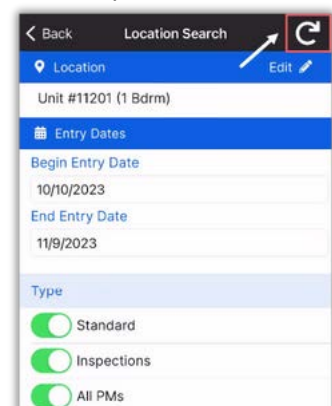 Back Location Search
Location Edit
Unit #11201 (1 Bdrm)
Entry Dates
Begin Entry Date
10/10/2023
End Entry Date
11/9/2023
Type
Standard
Inspections
All PMs